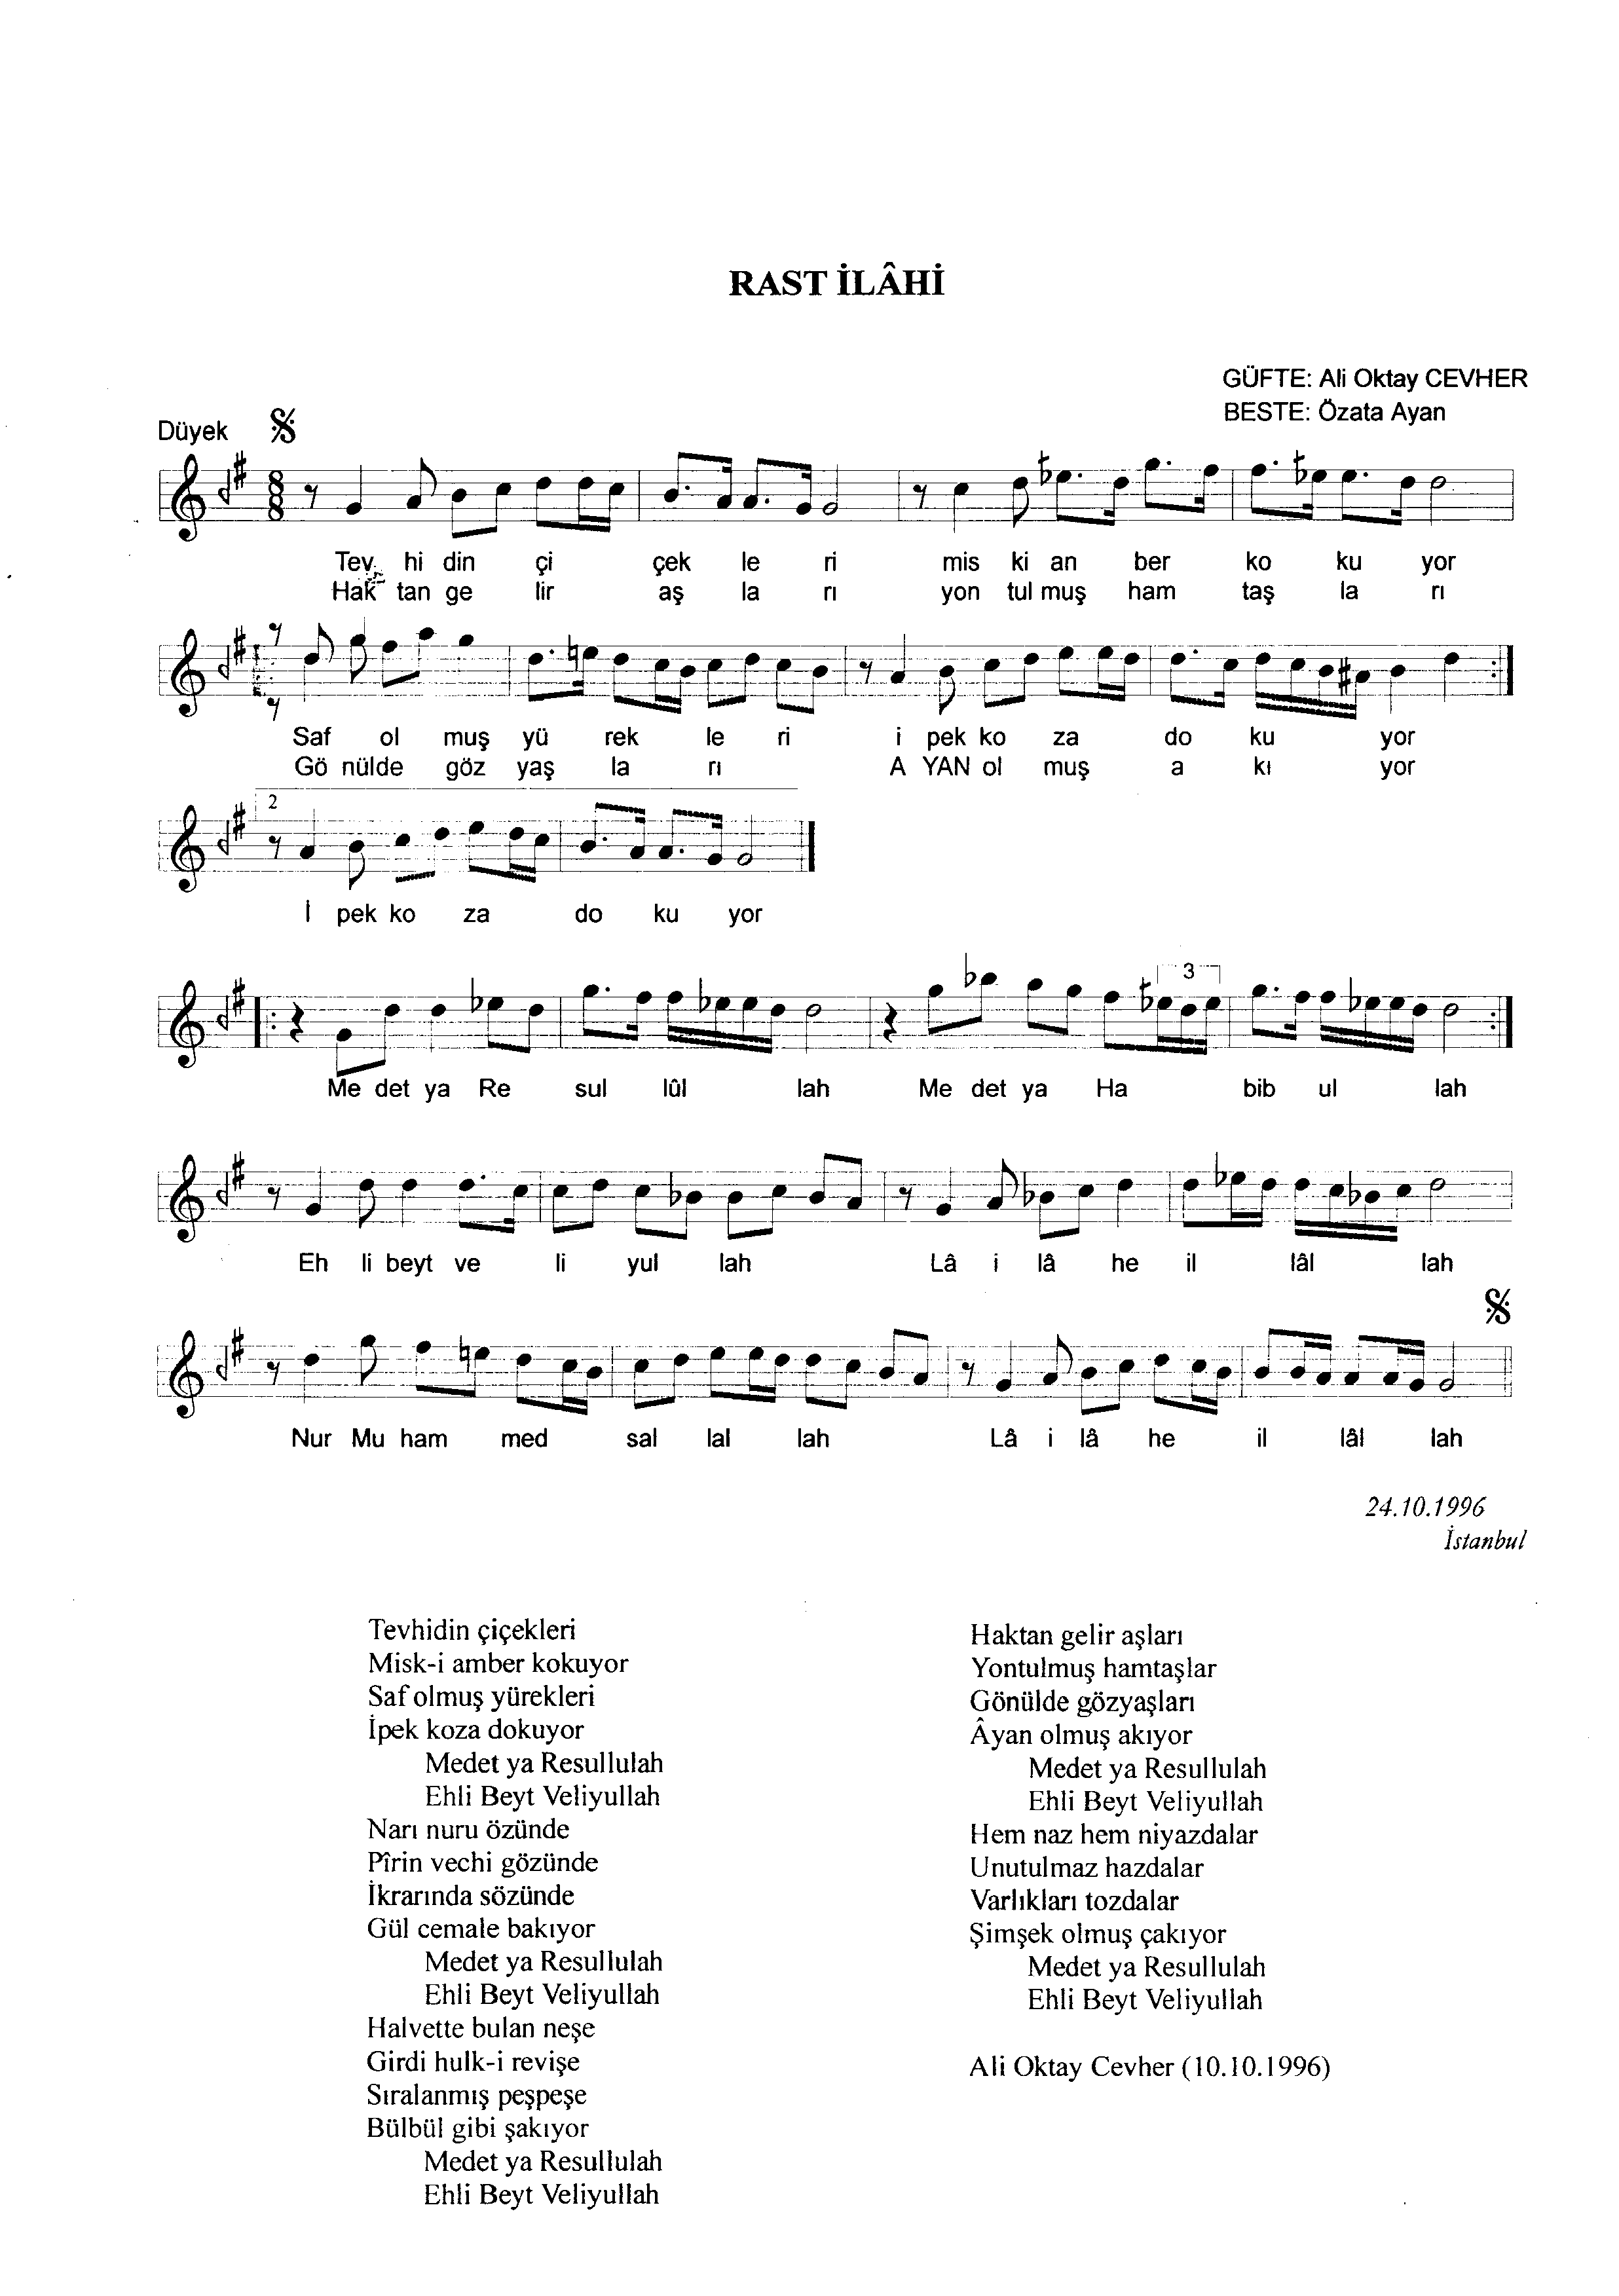 RAST İLÂHİ
GÜFTE: Ali Oktay CEVHER
BESTE: Özata Ayan
Düyek
8
8
Tev hi din çi çek le ri mis ki an ber ko ku yor
Hak tan ge lir aş la rı yon tul muş ham taş la rı
Saf ol muş yü rek le ri i pek ko za do ku yor
Gö nülde göz yaş la rı A YAN ol muş a kı yor
2
İ pek ko za do ku yor
3
Me det ya Re sul lûl lah Me det ya Ha bib ul lah
Eh li beyt ve li yul lah Lâ i lâ he il lâl lah
Nur Mu ham med sal lal lah Lâ i lâ he il lâl lah
24.10.1996
İstanbul
Tevhidin çiçekleri
Misk-i amber kokuyor
Saf olmuş yürekleri
İpek koza dokuyor
Medet ya Resullulah
Ehli Beyt Veliyullah
Narı nuru özünde
Pîrin vechi gözünde
İkrarında sözünde
Gül cemale bakıyor
Medet ya Resullulah
Ehli Beyt Veliyullah
Halvette bulan neşe
Girdi hulk-i revişe
Sıralanmış peşpeşe
Bülbül gibi şakıyor
Medet ya Resullulah
Ehli Beyt Veliyullah
Haktan gelir aşları
Yontulmuş hamtaşlar
Gönülde gözyaşları
Âyan olmuş akıyor
Medet ya Resullulah
Ehli Beyt Veliyullah
Hem naz hem niyazdalar
Unutulmaz hazdalar
Varlıkları tozdalar
Şimşek olmuş çakıyor
Medet ya Resullulah
Ehli Beyt Veliyullah
Ali Oktay Cevher (10.10.1996)